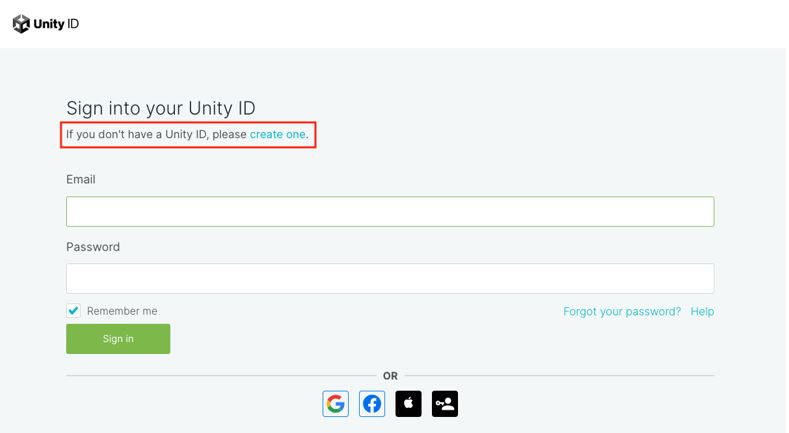 Unity ID
Sign into your Unity ID
If you don't have a Unity ID, please create one.
Email
Password
Remember me
Forgot your password? Help
Sign in
OR